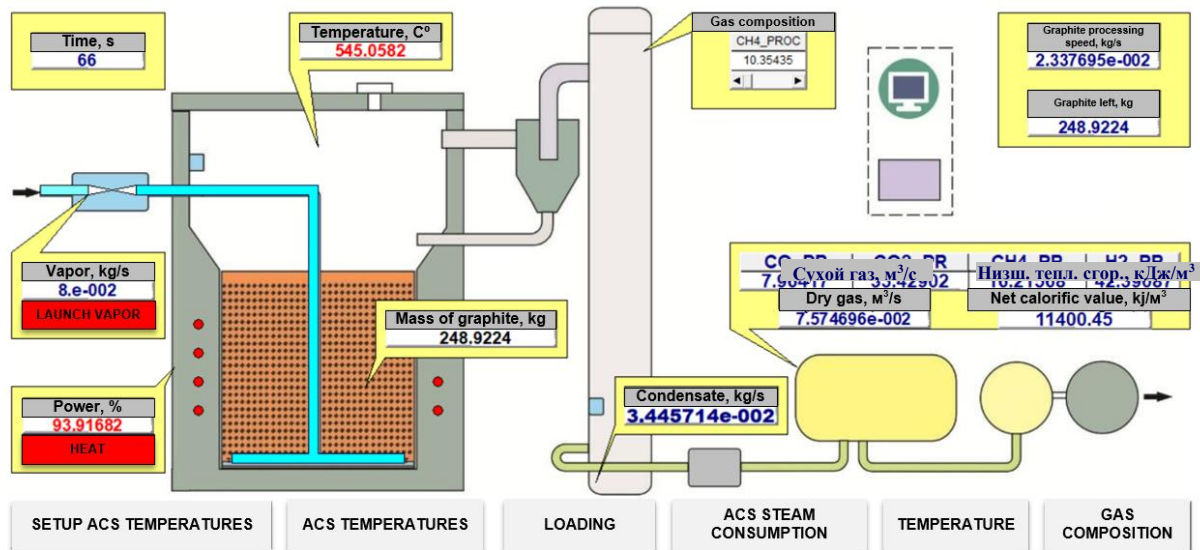 Time, s
66
Temperature, C°
545.0582
Gas composition
CH4_PROC
10.35435
Graphite processing
speed, kg/s
2.337695e-002
Graphite left, kg
248.9224
Vapor, kg/s
8.e-002
LAUNCH VAPOR
Mass of graphite, kg
248.9224
Power, %
93.91682
HEAT
Condensate, kg/s
3.445714e-002
Сухой газ, м³/с
Низш. тепл. сгор., кДж/м³
Dry gas, м³/s
Net calorific value, kj/м³
7.574696e-002
11400.45
SETUP ACS TEMPERATURES
ACS TEMPERATURES
LOADING
ACS STEAM
CONSUMPTION
TEMPERATURE
GAS
COMPOSITION